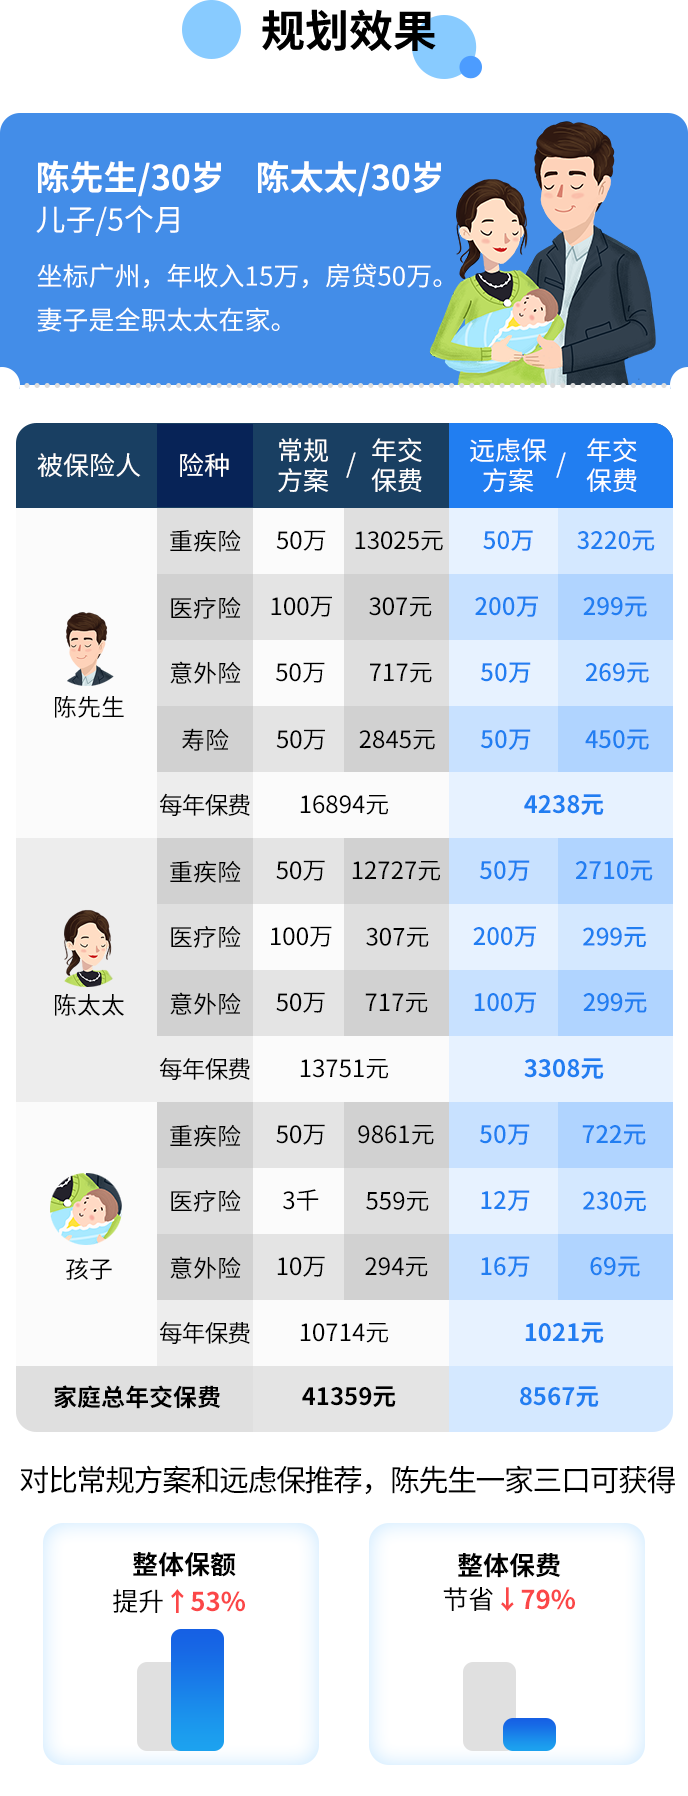 规划效果
陈先生/30岁 陈太太/30岁
儿子/5个月
坐标广州，年收入15万，房贷50万。
妻子是全职太太在家。
被保险人 险种 常规方案 / 年交保费 远虑保方案 / 年交保费
重疾险 50万 13025元 50万 3220元
医疗险 100万 307元 200万 299元
意外险 50万 717元 50万 269元
陈先生
寿险 50万 2845元 50万 450元
每年保费 16894元 4238元
重疾险 50万 12727元 50万 2710元
医疗险 100万 307元 200万 299元
陈太太
意外险 50万 717元 100万 299元
每年保费 13751元 3308元
重疾险 50万 9861元 50万 722元
医疗险 3千 559元 12万 230元
孩子
意外险 10万 294元 16万 69元
每年保费 10714元 1021元
家庭总年交保费 41359元 8567元
对比常规方案和远虑保推荐，陈先生一家三口可获得
整体保额
提升↑53%
整体保费
节省↓79%